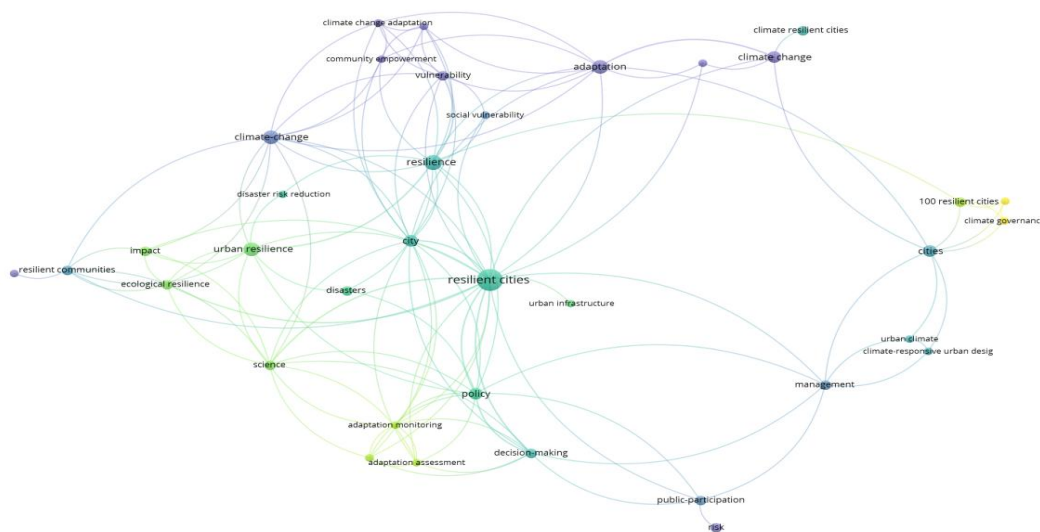 climate change adaptation
climate resilient cities
community empowerment
climate change
adaptation
vulnerability
social vulnerability
climate-change
resilience
disaster risk reduction
100 resilient cities
climate governanc
city
urban resilience
impact
cities
resilient communities
ecological resilience
resilient cities
disasters
urban infrastructure
urban climate
climate-responsive urban desig
science
management
policy
adaptation monitoring
decision-making
adaptation assessment
public-participation
risk